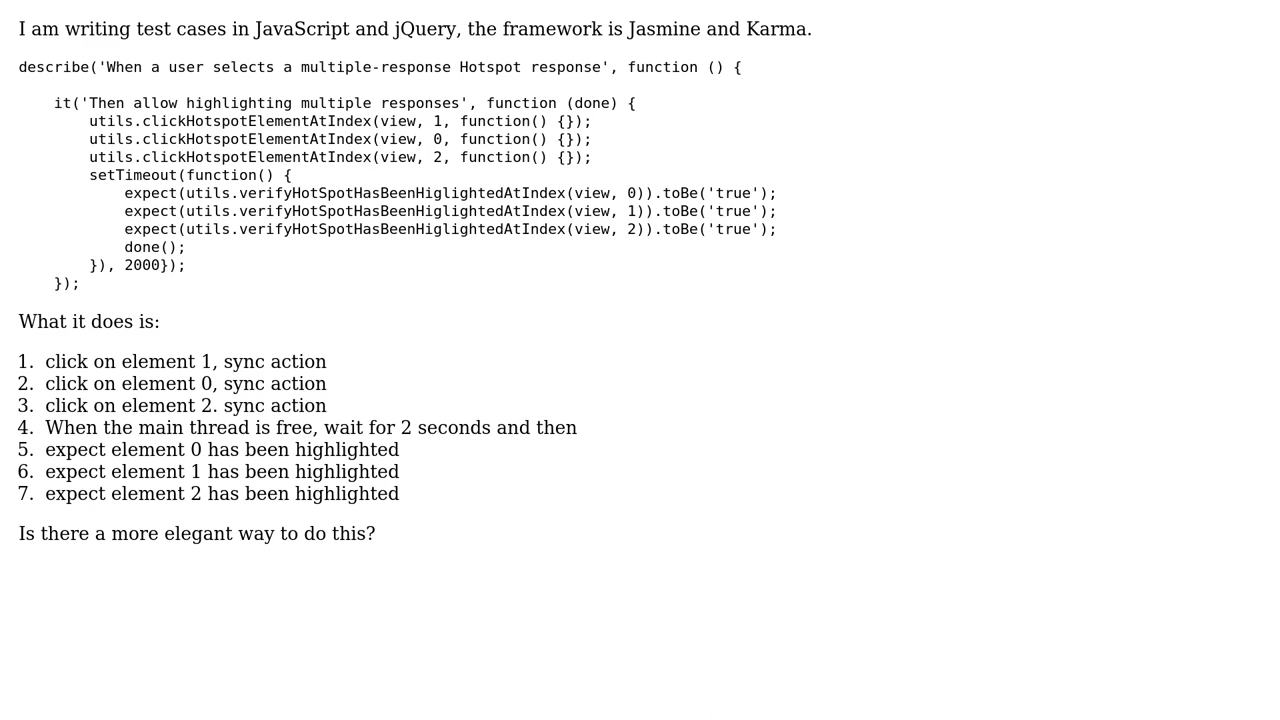 I am writing test cases in JavaScript and jQuery, the framework is Jasmine and Karma.
describe('When a user selects a multiple-response Hotspot response', function () {
    it('Then allow highlighting multiple responses', function (done) {
        utils.clickHotspotElementAtIndex(view, 1, function() {});
        utils.clickHotspotElementAtIndex(view, 0, function() {});
        utils.clickHotspotElementAtIndex(view, 2, function() {});
        setTimeout(function() {
            expect(utils.verifyHotSpotHasBeenHiglightedAtIndex(view, 0)).toBe('true');
            expect(utils.verifyHotSpotHasBeenHiglightedAtIndex(view, 1)).toBe('true');
            expect(utils.verifyHotSpotHasBeenHiglightedAtIndex(view, 2)).toBe('true');
            done();
        }), 2000});
    });
What it does is:
1. click on element 1, sync action
2. click on element 0, sync action
3. click on element 2. sync action
4. When the main thread is free, wait for 2 seconds and then
5. expect element 0 has been highlighted
6. expect element 1 has been highlighted
7. expect element 2 has been highlighted
Is there a more elegant way to do this?